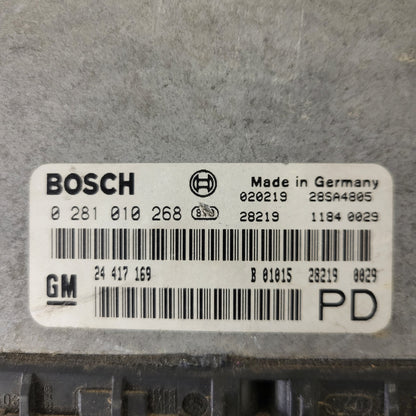 BOSCH Made in Germany
020219 28SA4805
0 281 010 268 28219 1184 0029
24 417 169 B 01015 28219 0029
GM PD